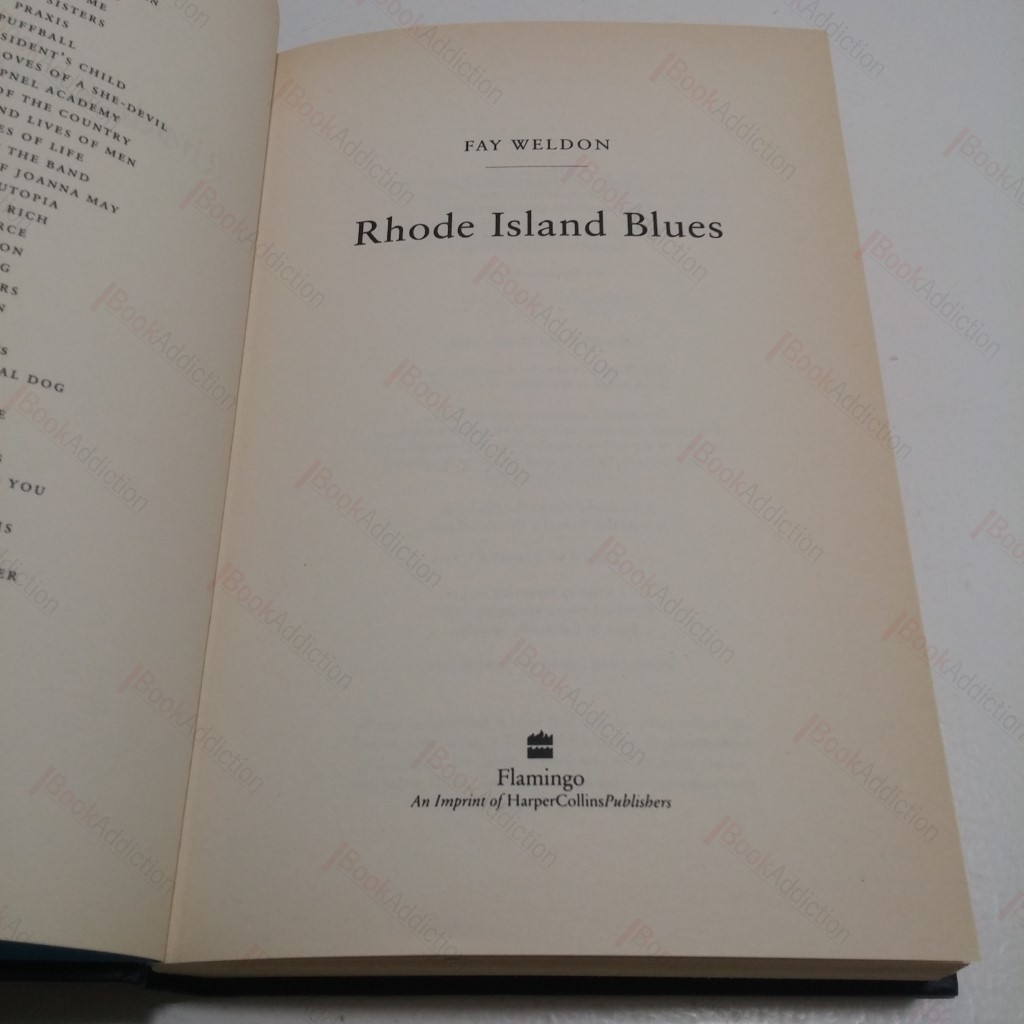 ME
SISTERS
PRAXIS
PUFFBALL
SIDENT'S CHILD
OVES OF A SHE-DEVIL
PNEL ACADEMY
OF THE COUNTRY
ND LIVES OF MEN
ES OF LIFE
THE BAND
F JOANNA MAY
UTOPIA
RICH
RCE
ON
G
RS
N
S
AL DOG
E
G
YOU
IS
ER
FAY WELDON
Rhode Island Blues
Flamingo
An Imprint of HarperCollinsPublishers
BookAddiction